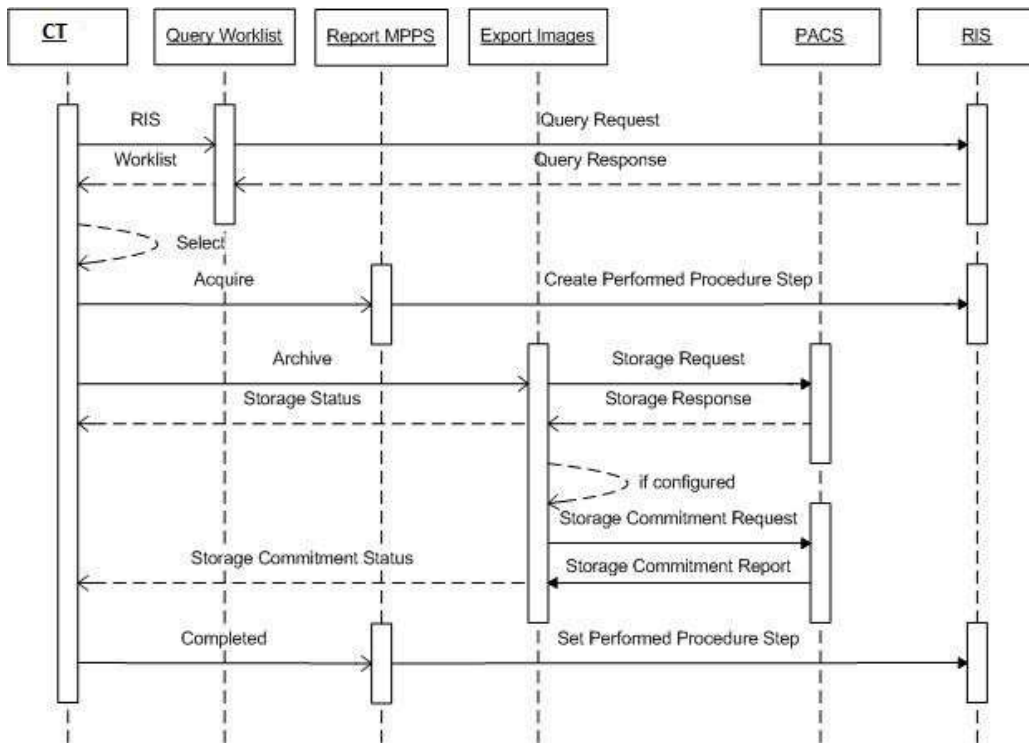 CT
Query Worklist
Report MPPS
Export Images
PACS
RIS
RIS
Query Request
Worklist
Query Response
Select
Acquire
Create Performed Procedure Step
Archive
Storage Request
Storage Status
Storage Response
if configured
Storage Commitment Request
Storage Commitment Status
Storage Commitment Report
Completed
Set Performed Procedure Step